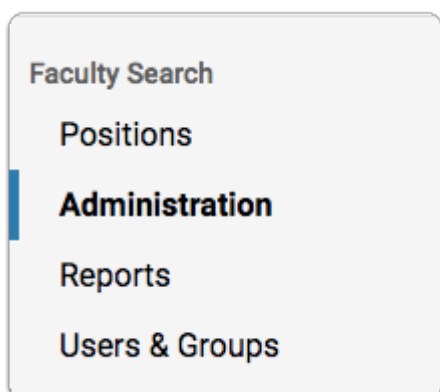 Faculty Search
Positions
Administration
Reports
Users & Groups